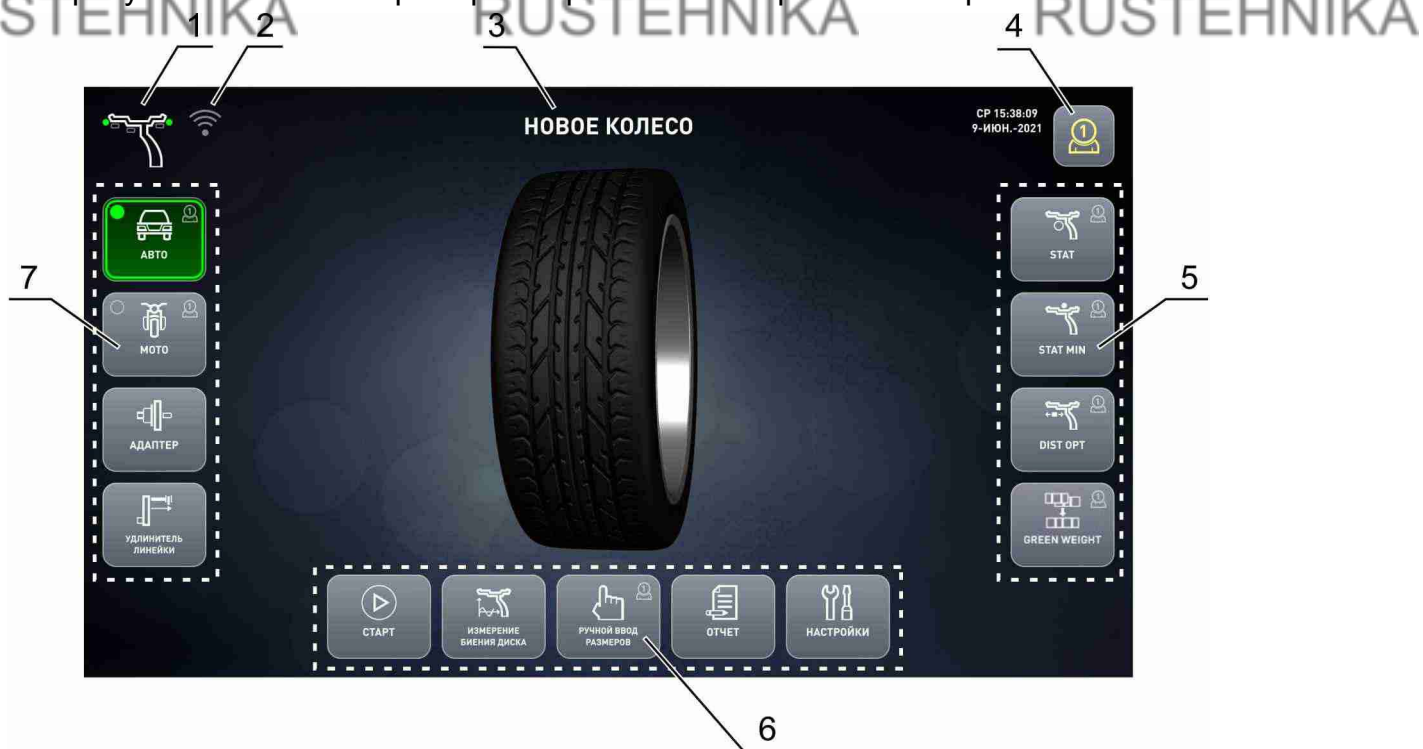 RUSTEHNIKA RUSTEHNIKA RUSTEHNIKA
1
2
3
4
НОВОЕ КОЛЕСО
СР 15:38:09
9-ИЮН.-2021
АВТО
МОТО
АДАПТЕР
УДЛИНИТЕЛЬ
ЛИНЕЙКИ
7
STAT
STAT MIN
DIST OPT
GREEN WEIGHT
5
СТАРТ
ИЗМЕРЕНИЕ
БИЕНИЯ ДИСКА
РУЧНОЙ ВВОД
РАЗМЕРОВ
ОТЧЕТ
НАСТРОЙКИ
6